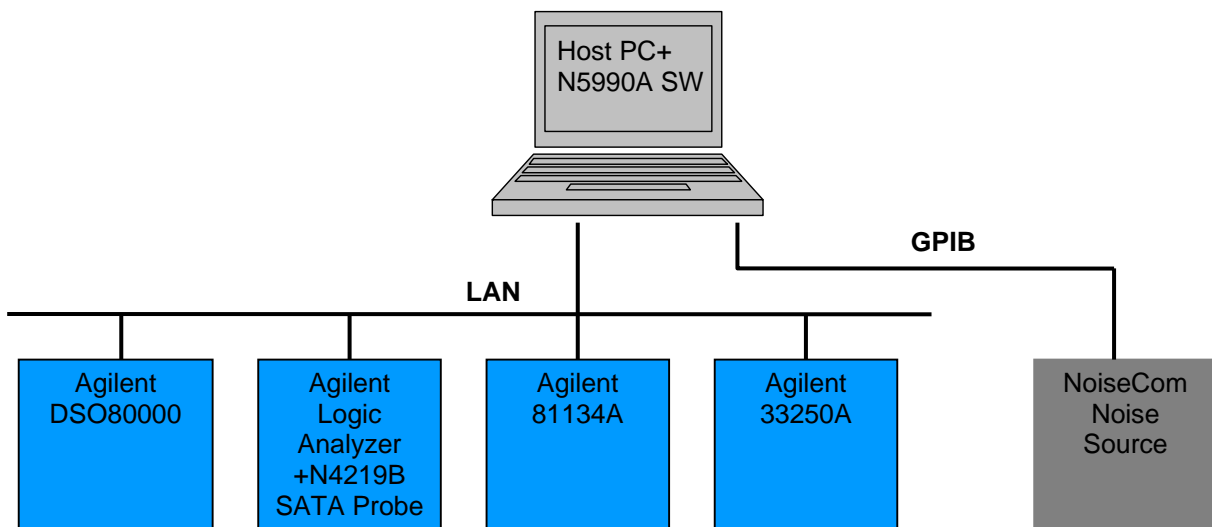 Host PC+
N5990A SW
GPIB
LAN
Agilent
DSO80000
Agilent
Logic
Analyzer
+N4219B
SATA Probe
Agilent
81134A
Agilent
33250A
NoiseCom
Noise
Source